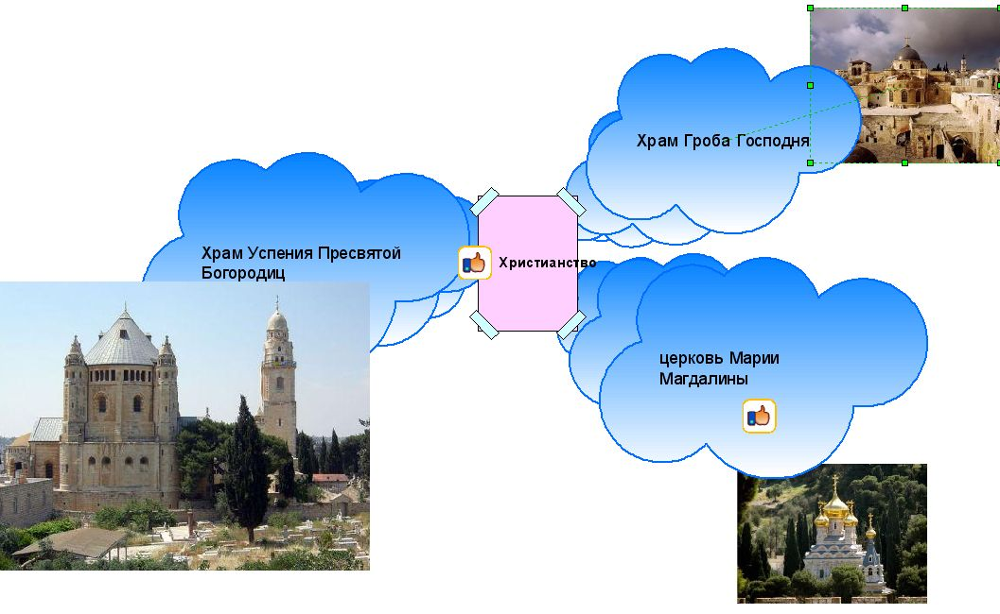 Храм Гроба Господня
Храм Успения Пресвятой
Богородиц
Христианство
церковь Марии
Магдалины